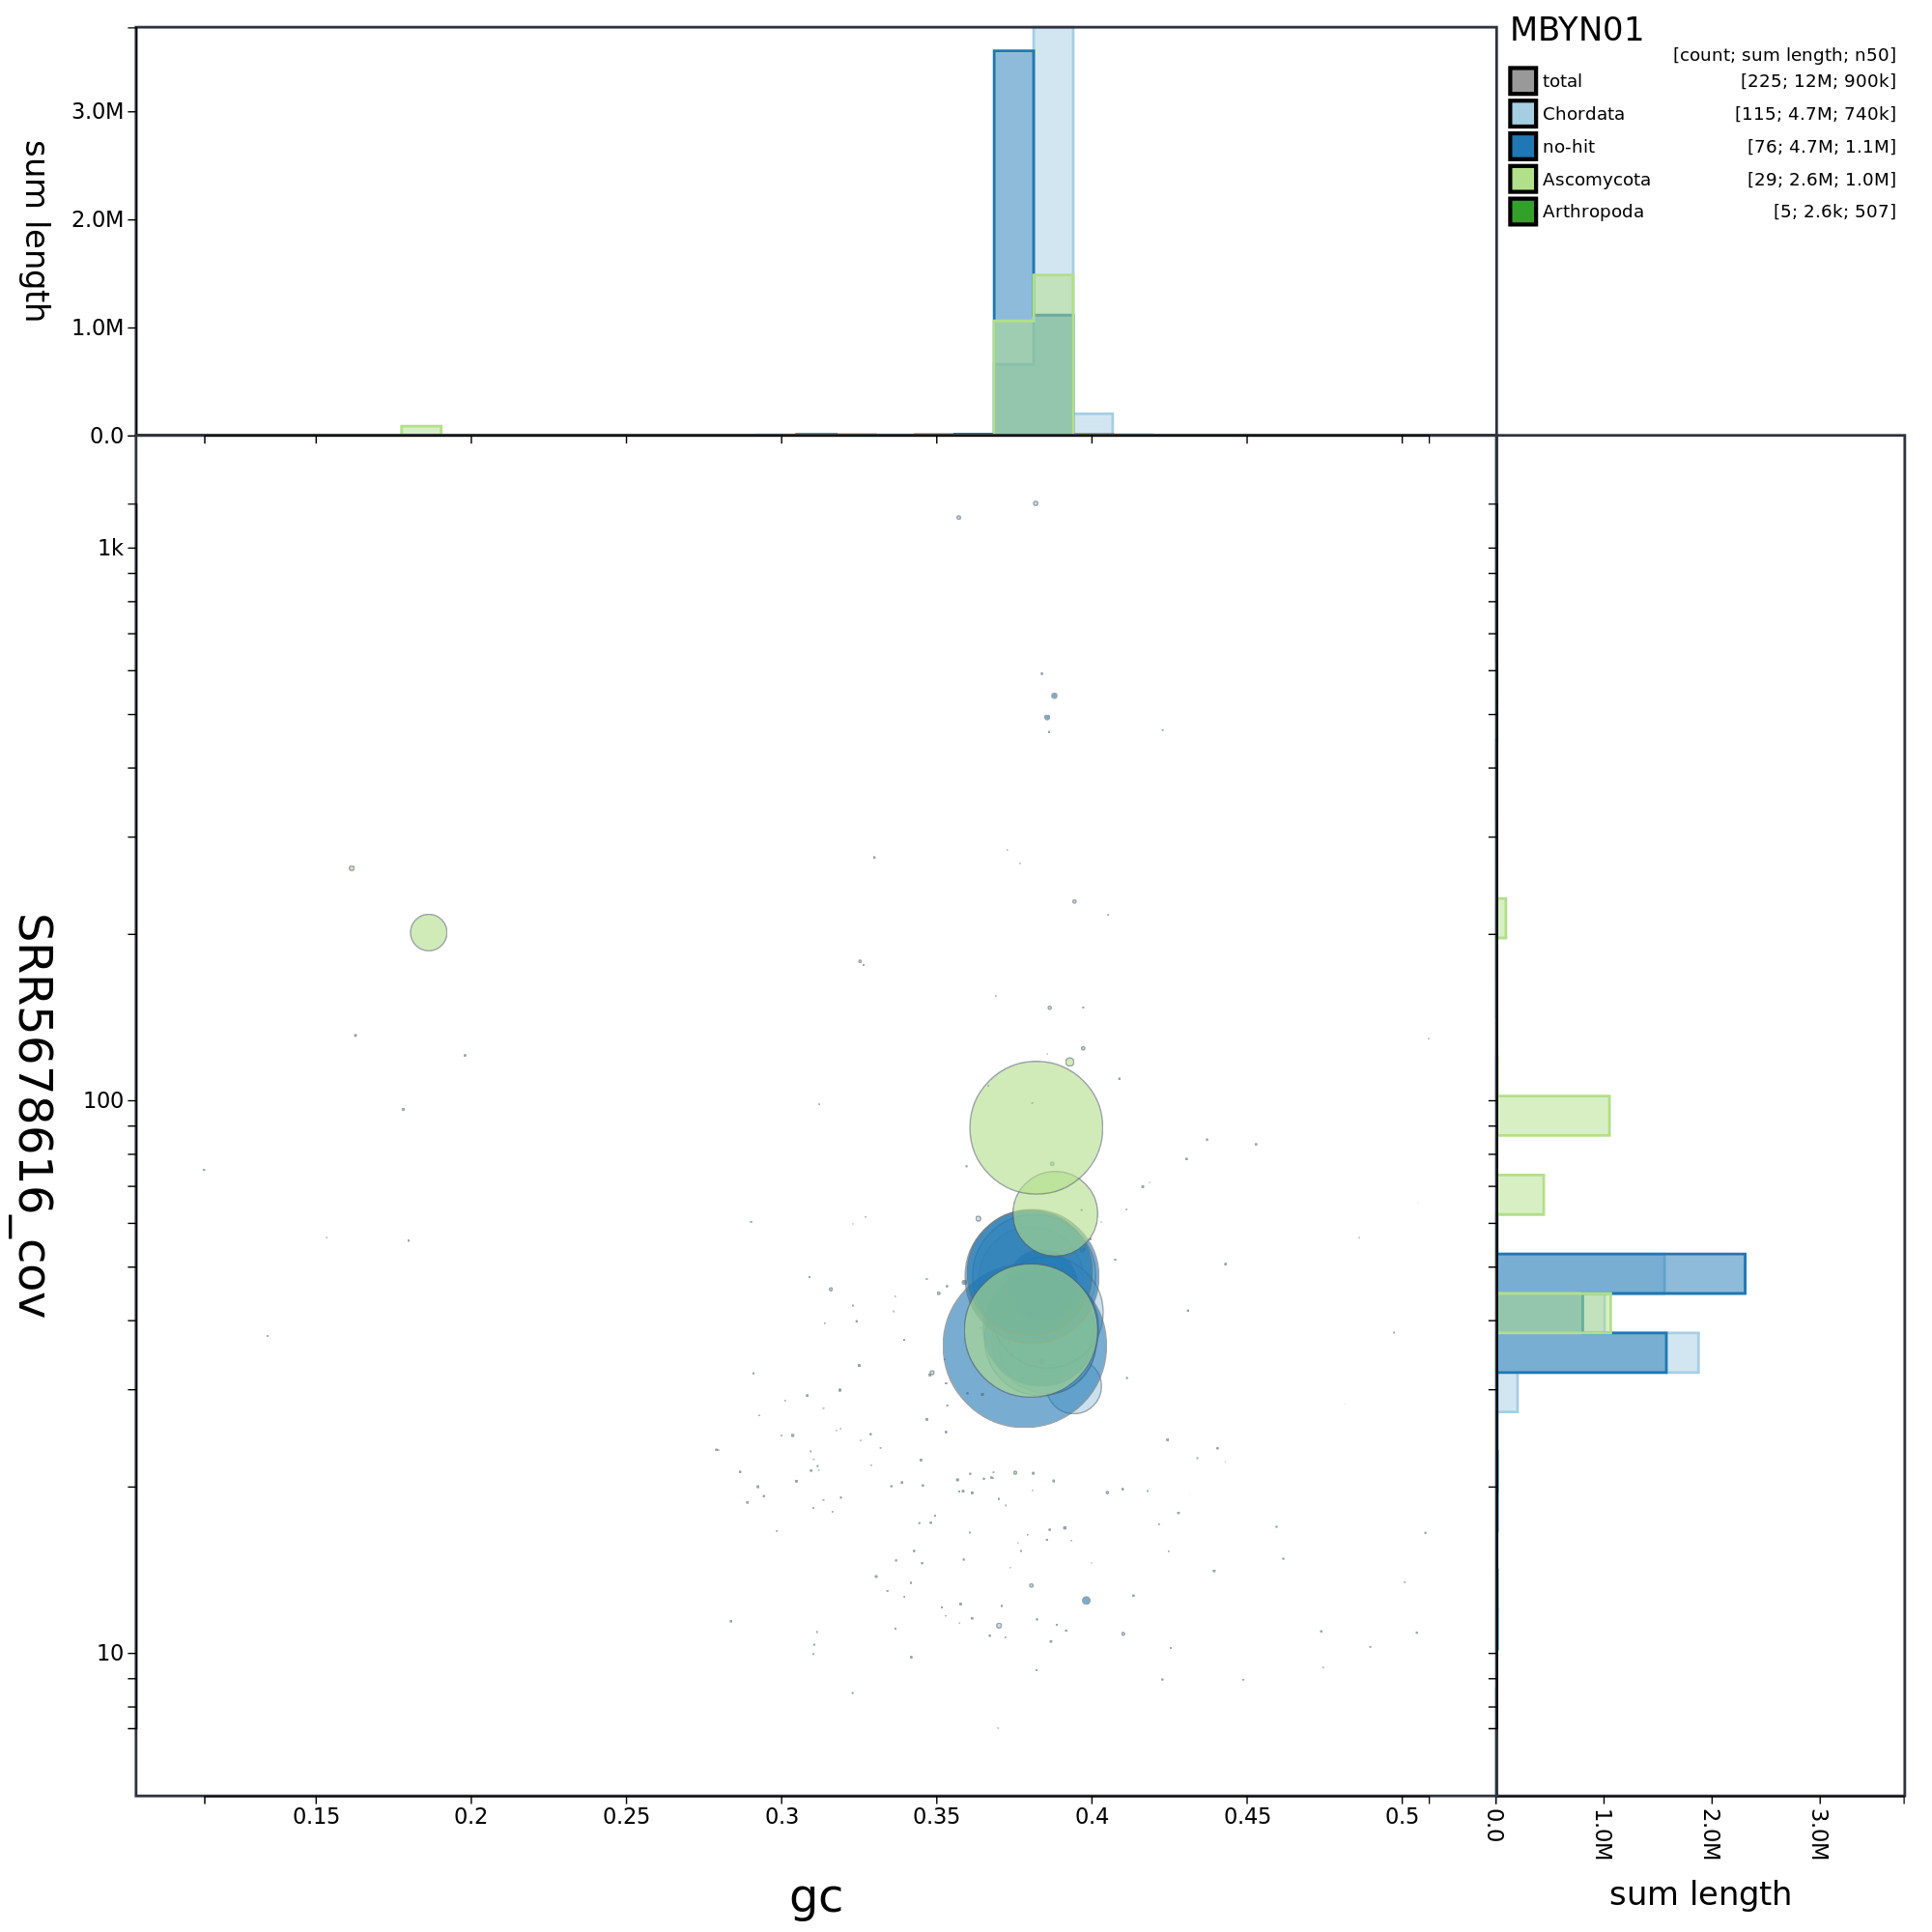 MBYN01
[count; sum length; n50]
total [225; 12M; 900k]
Chordata [115; 4.7M; 740k]
no-hit [76; 4.7M; 1.1M]
Ascomycota [29; 2.6M; 1.0M]
Arthropoda [5; 2.6k; 507]
sum length
3.0M
2.0M
1.0M
0.0
SRR5678616_cov
1k
100
10
0.15 0.2 0.25 0.3 0.35 0.4 0.45 0.5
gc
0.0 1.0M 2.0M 3.0M
sum length